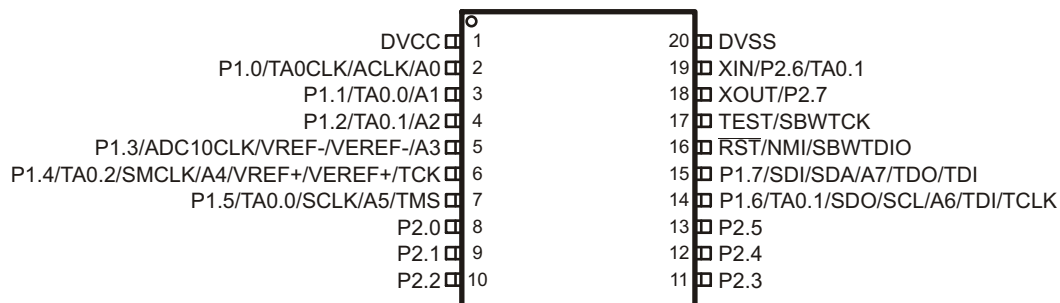 DVCC 1 20 DVSS
P1.0/TA0CLK/ACLK/A0 2 19 XIN/P2.6/TA0.1
P1.1/TA0.0/A1 3 18 XOUT/P2.7
P1.2/TA0.1/A2 4 17 TEST/SBWTCK
P1.3/ADC10CLK/VREF-/VEREF-/A3 5 16 RST/NMI/SBWTDIO
P1.4/TA0.2/SMCLK/A4/VREF+/VEREF+/TCK 6 15 P1.7/SDI/SDA/A7/TDO/TDI
P1.5/TA0.0/SCLK/A5/TMS 7 14 P1.6/TA0.1/SDO/SCL/A6/TDI/TCLK
P2.0 8 13 P2.5
P2.1 9 12 P2.4
P2.2 10 11 P2.3